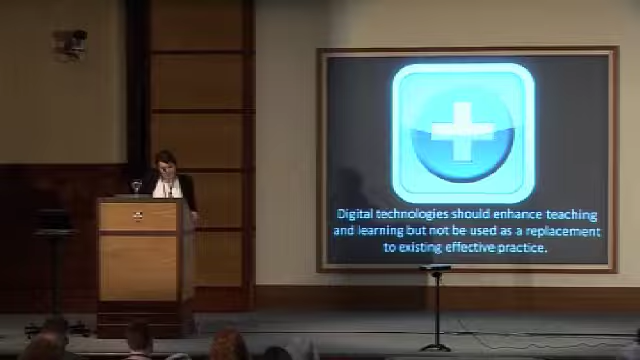 Digital technologies should enhance teaching
and learning but not be used as a replacement
to existing effective practice.